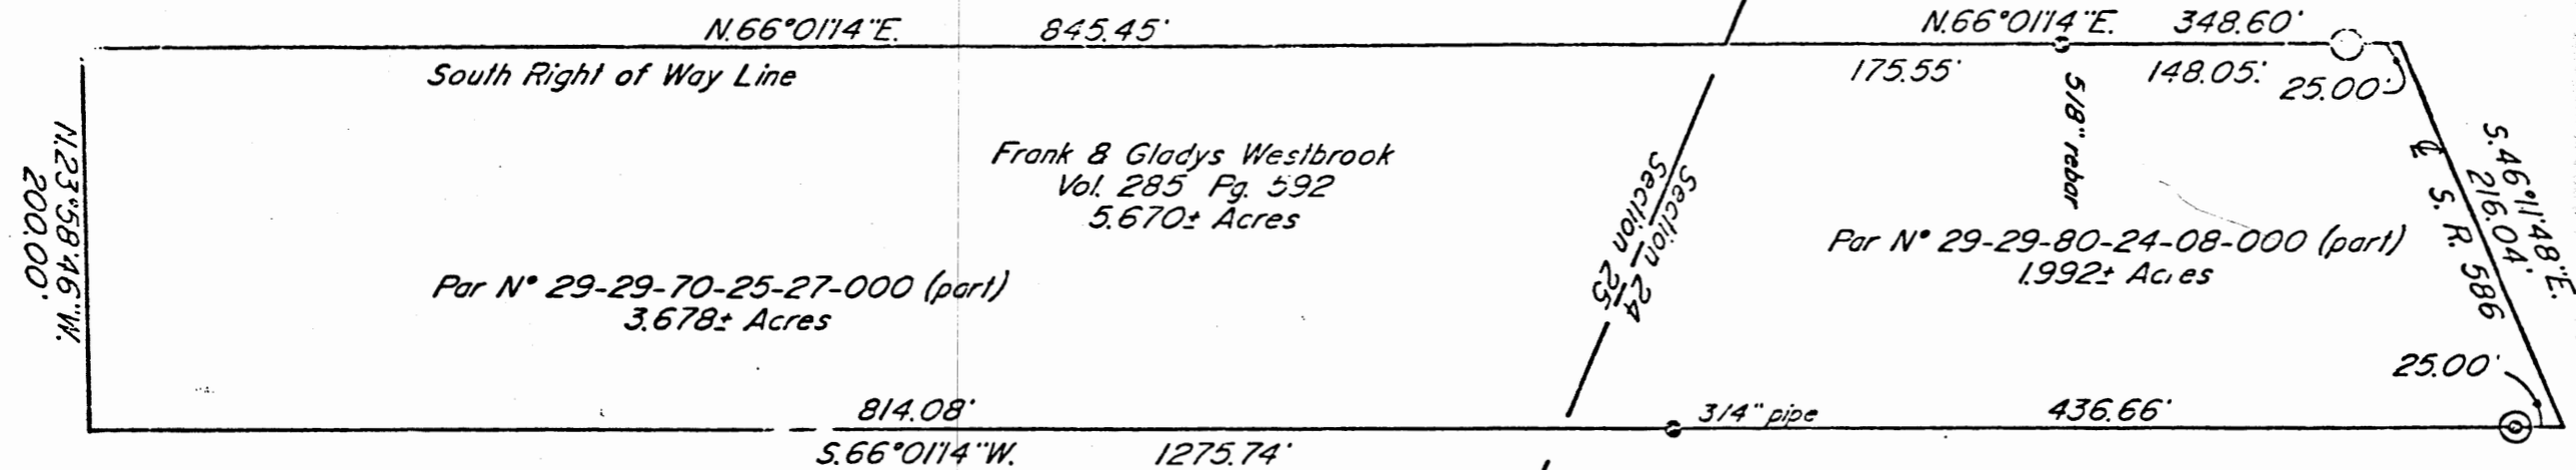 N.66°01'14"E. 845.45'
N.66°01'14"E. 348.60'
South Right of Way Line
175.55'
148.05'
25.00'
5/8" rebar
N.23°58'46"W.
200.00'
Frank & Gladys Westbrook
Vol. 285 Pg. 592
5.670± Acres
Section 24
Section 25
S.46°11'48"E.
216.04'
℄ S. R. 586
Par N° 29-29-80-24-08-000 (part)
1.992± Acres
Par N° 29-29-70-25-27-000 (part)
3.678± Acres
25.00'
814.08'
3/4" pipe
436.66'
S.66°01'14"W. 1275.74'